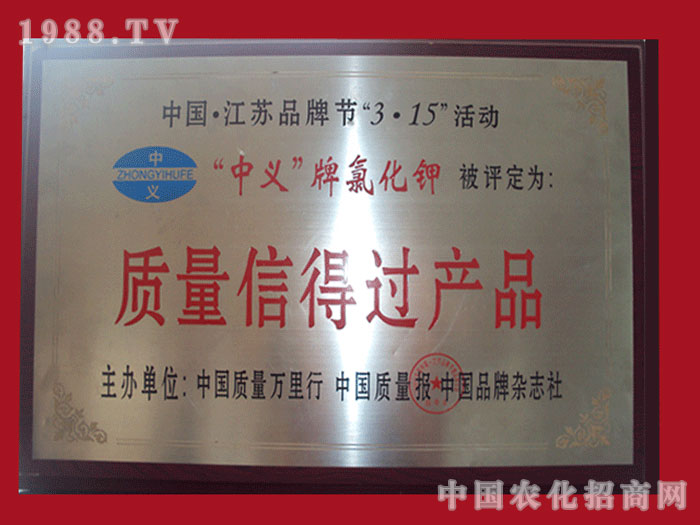 1988.TV
中国·江苏品牌节“3·15”活动
中
ZHONGYIHUFE
义
“中义”牌氯化钾 被评定为:
质量信得过产品
主办单位:中国质量万里行 中国质量报 中国品牌杂志社
中国农化招商网